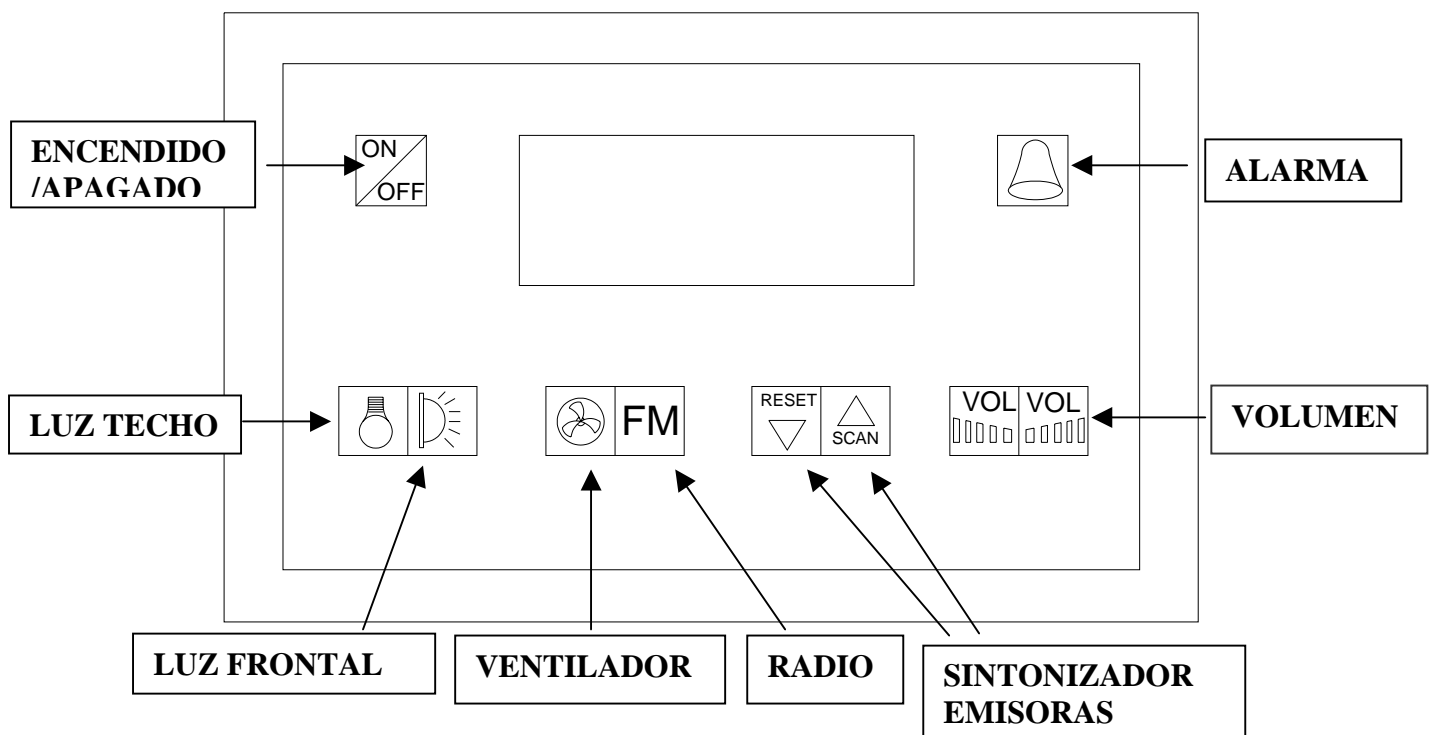 ENCENDIDO
/APAGADO
ON
OFF
ALARMA
LUZ TECHO
FM
RESET
SCAN
VOL VOL
VOLUMEN
LUZ FRONTAL
VENTILADOR
RADIO
SINTONIZADOR
EMISORAS